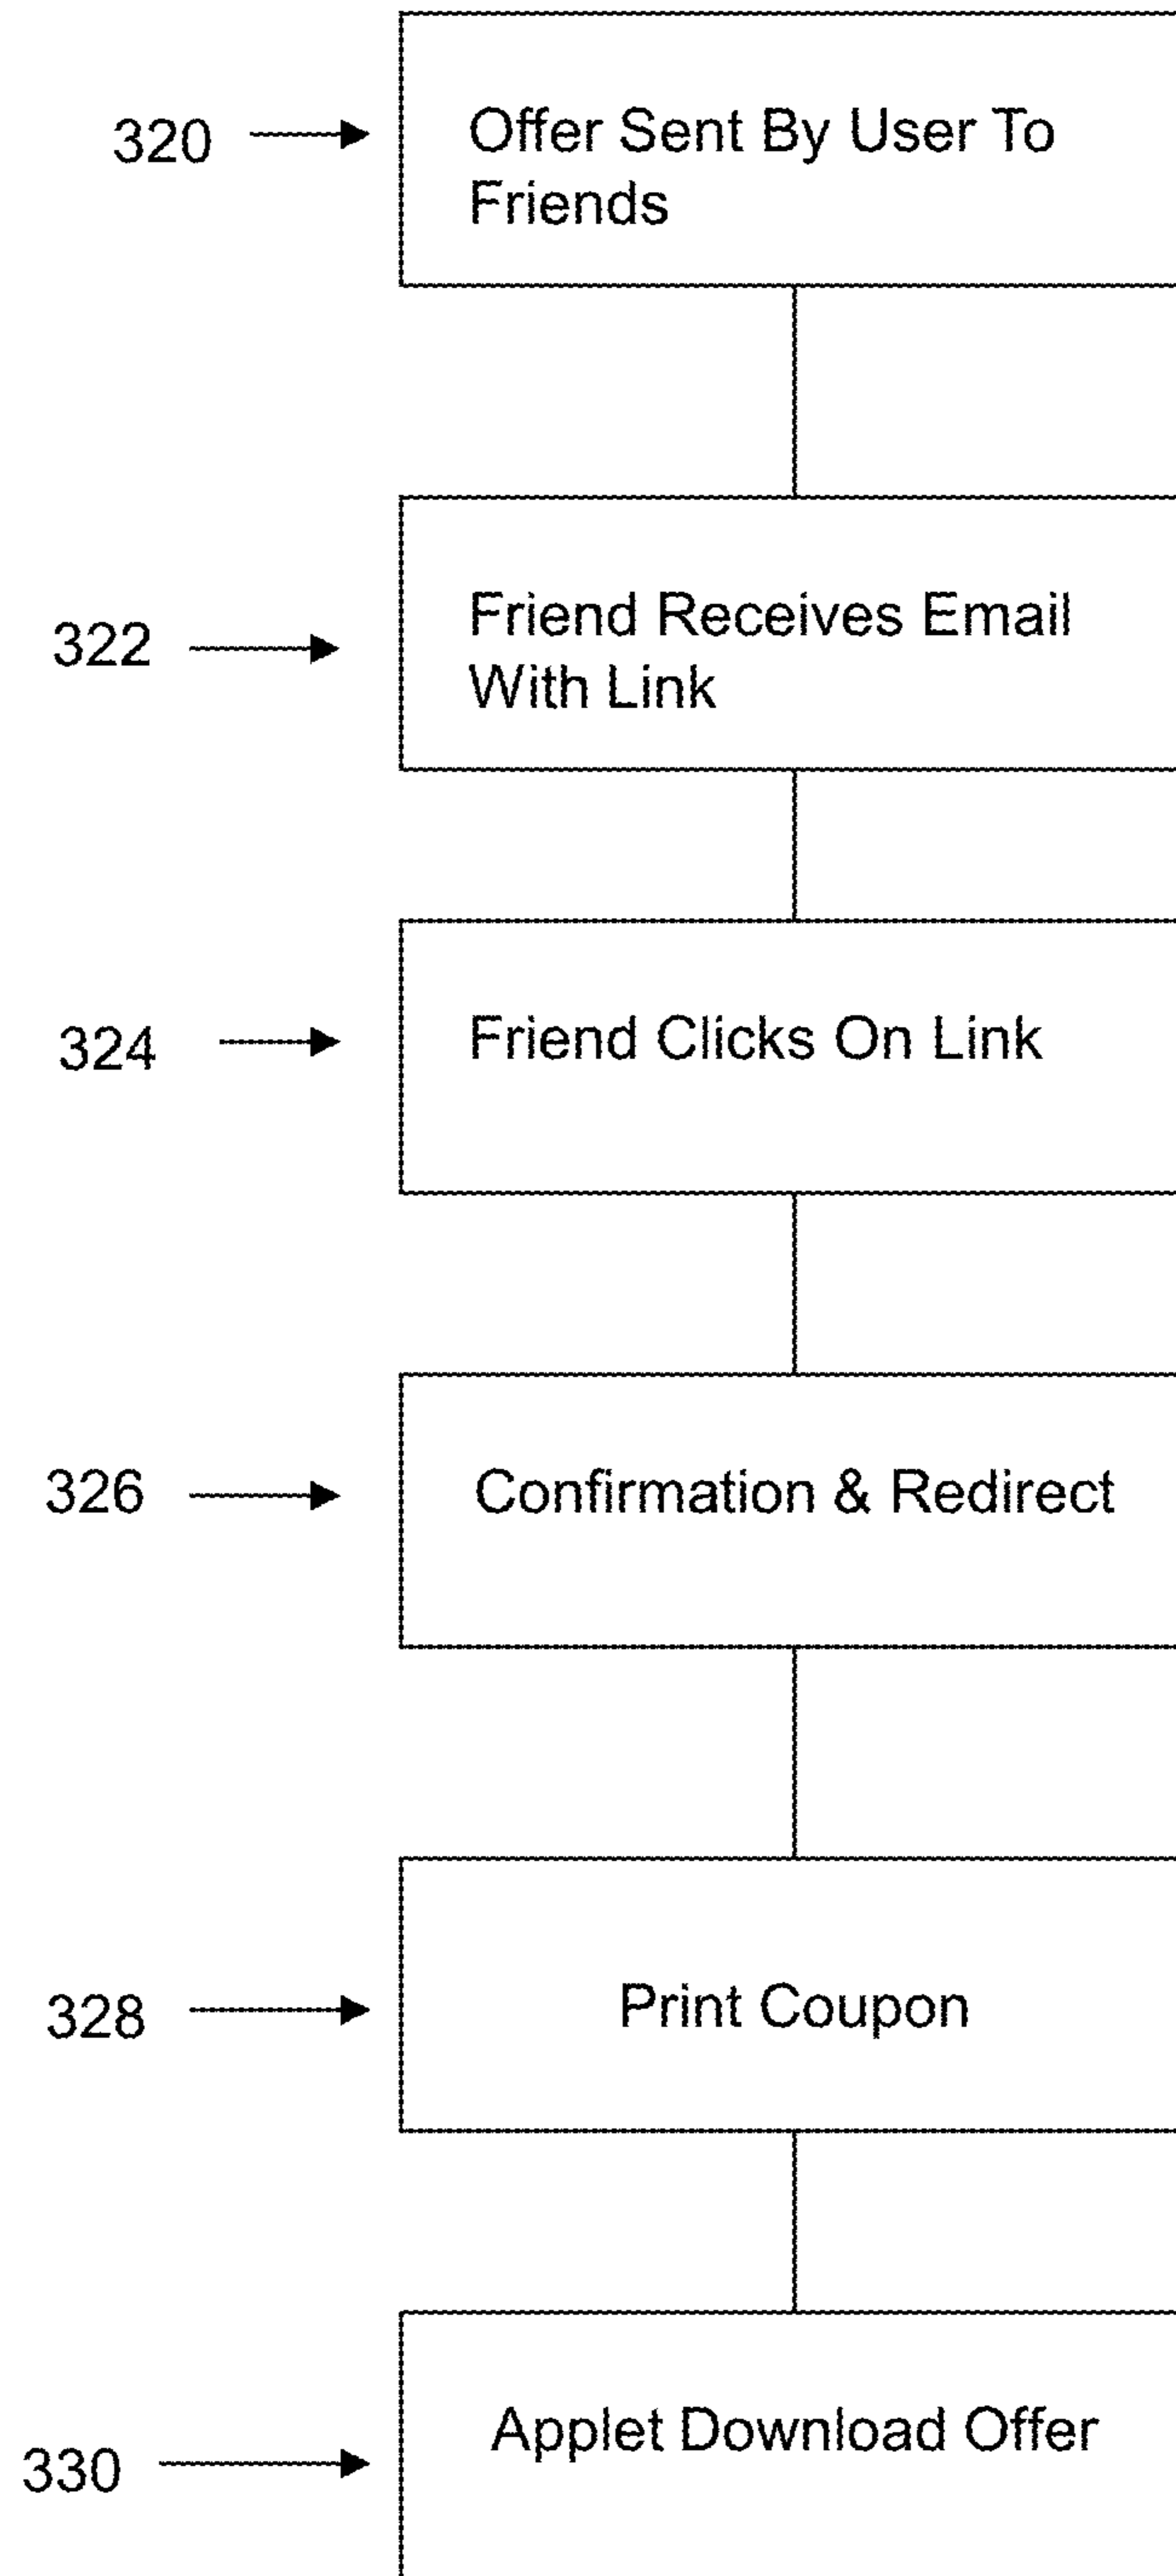 320
Offer Sent By User To
Friends
322
Friend Receives Email
With Link
324
Friend Clicks On Link
326
Confirmation & Redirect
328
Print Coupon
330
Applet Download Offer